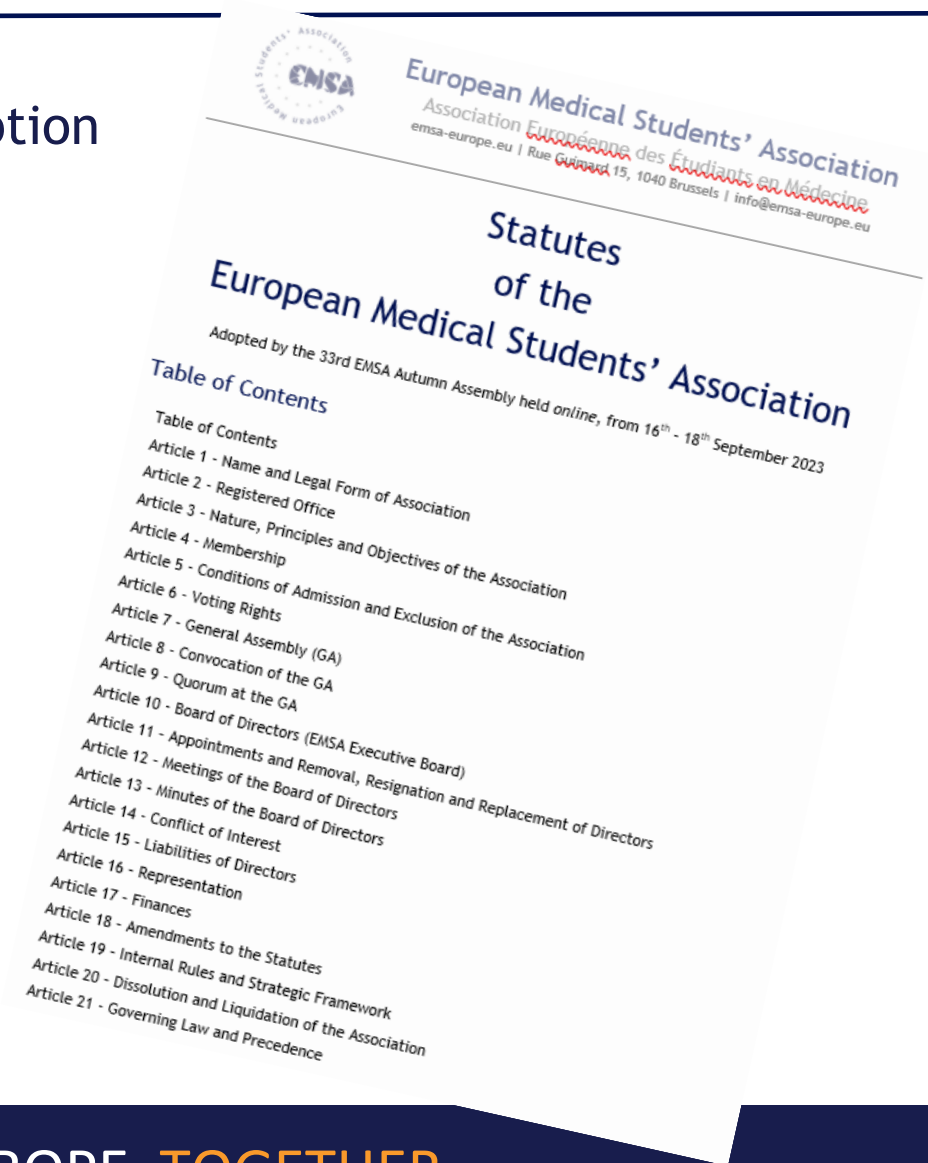 ption
European Medical Students' Association
EMSA
European Medical Students' Association
Association Européenne des Étudiants en Médecine
emsa-europe.eu | Rue Guimard 15, 1040 Brussels | info@emsa-europe.eu
Statutes
of the
European Medical Students' Association
Adopted by the 33rd EMSA Autumn Assembly held online, from 16th - 18th September 2023
Table of Contents
Table of Contents
Article 1 - Name and Legal Form of Association
Article 2 - Registered Office
Article 3 - Nature, Principles and Objectives of the Association
Article 4 - Membership
Article 5 - Conditions of Admission and Exclusion of the Association
Article 6 - Voting Rights
Article 7 - General Assembly (GA)
Article 8 - Convocation of the GA
Article 9 - Quorum at the GA
Article 10 - Board of Directors (EMSA Executive Board)
Article 11 - Appointments and Removal, Resignation and Replacement of Directors
Article 12 - Meetings of the Board of Directors
Article 13 - Minutes of the Board of Directors
Article 14 - Conflict of Interest
Article 15 - Liabilities of Directors
Article 16 - Representation
Article 17 - Finances
Article 18 - Amendments to the Statutes
Article 19 - Internal Rules and Strategic Framework
Article 20 - Dissolution and Liquidation of the Association
Article 21 - Governing Law and Precedence
ROPE. TOGETHER